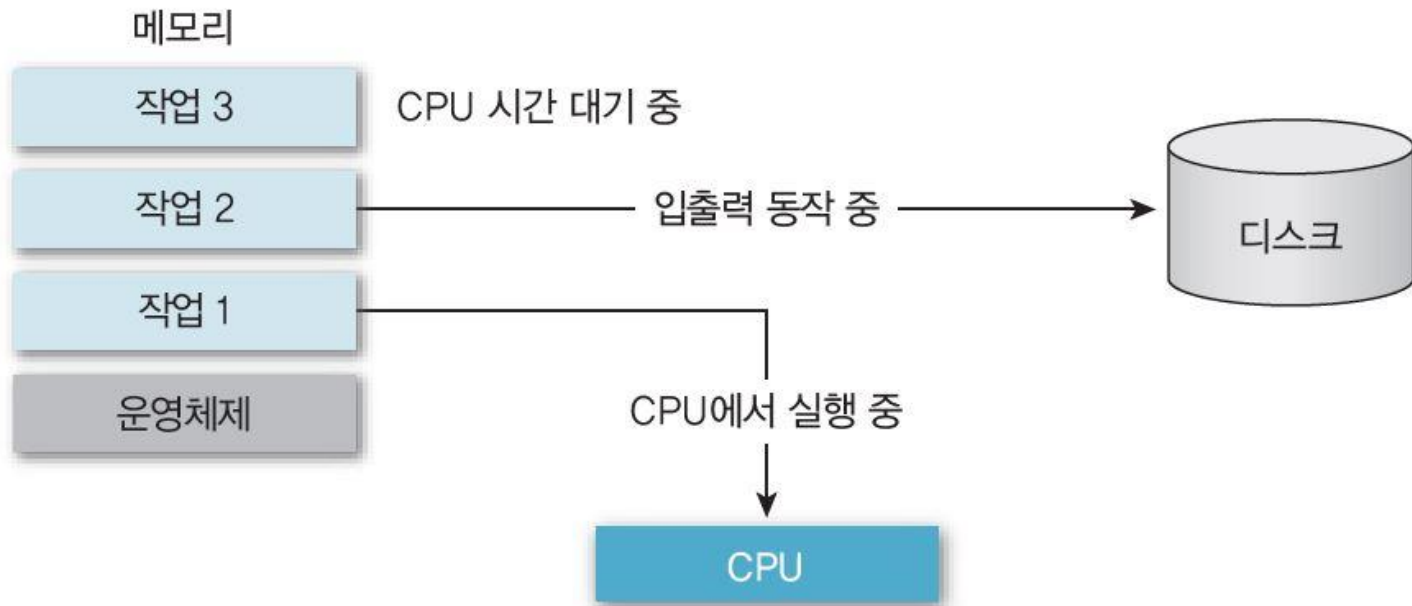 메모리
작업 3
CPU 시간 대기 중
작업 2
입출력 동작 중
디스크
작업 1
운영체제
CPU에서 실행 중
CPU